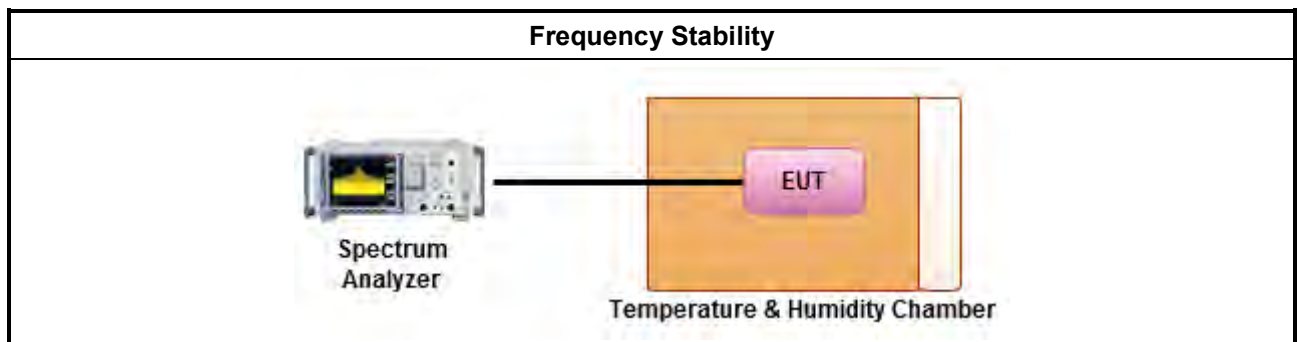 Frequency Stability
EUT
Spectrum
Analyzer
Temperature & Humidity Chamber